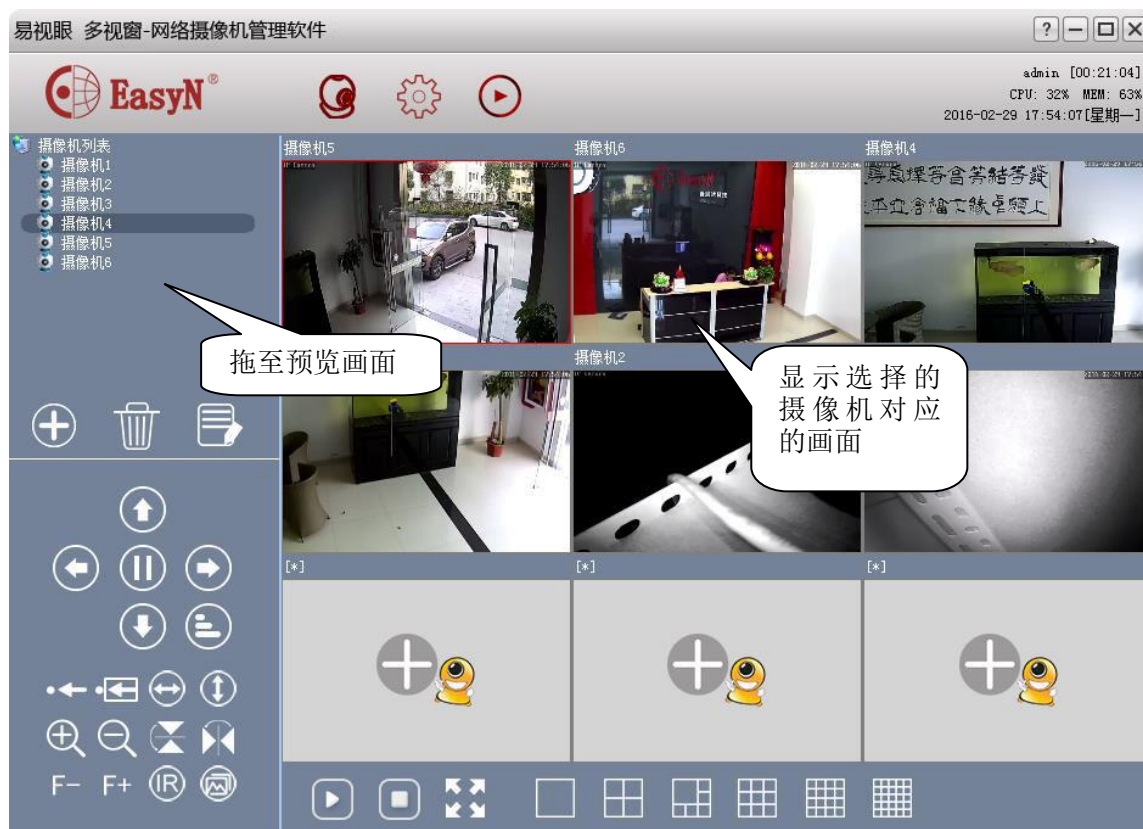 易视眼 多视窗-网络摄像机管理软件
EasyN®
admin [00:21:04]
CPU: 32% MEM: 63%
2016-02-29 17:54:07[星期一]
摄像机列表
摄像机1
摄像机2
摄像机3
摄像机4
摄像机5
摄像机6
摄像机5
摄像机6
摄像机4
IP Camera
EasyN
拖至预览画面
摄像机2
显示选择的
摄像机对应
的画面
[*]
[*]
[*]
F-
F+
IR